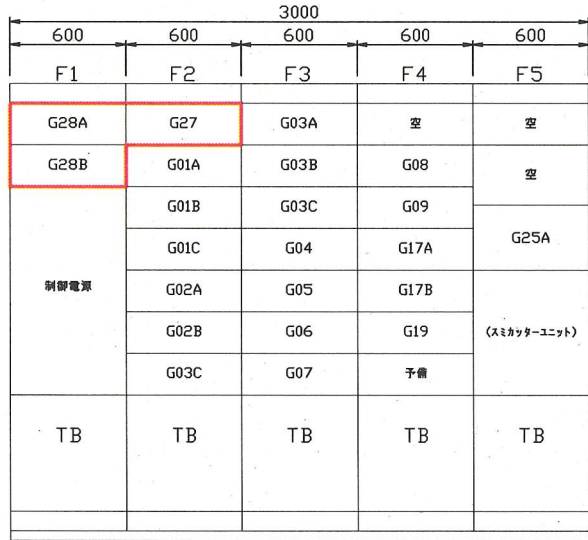 3000
600 600 600 600 600
F1 F2 F3 F4 F5
G28A G27 G03A 空 空
G28B G01A G03B G08 空
G01B G03C G09
G01C G04 G17A G25A
制御電源 G02A G05 G17B
G02B G06 G19 (スミカッターユニット)
G03C G07 予備
TB TB TB TB TB